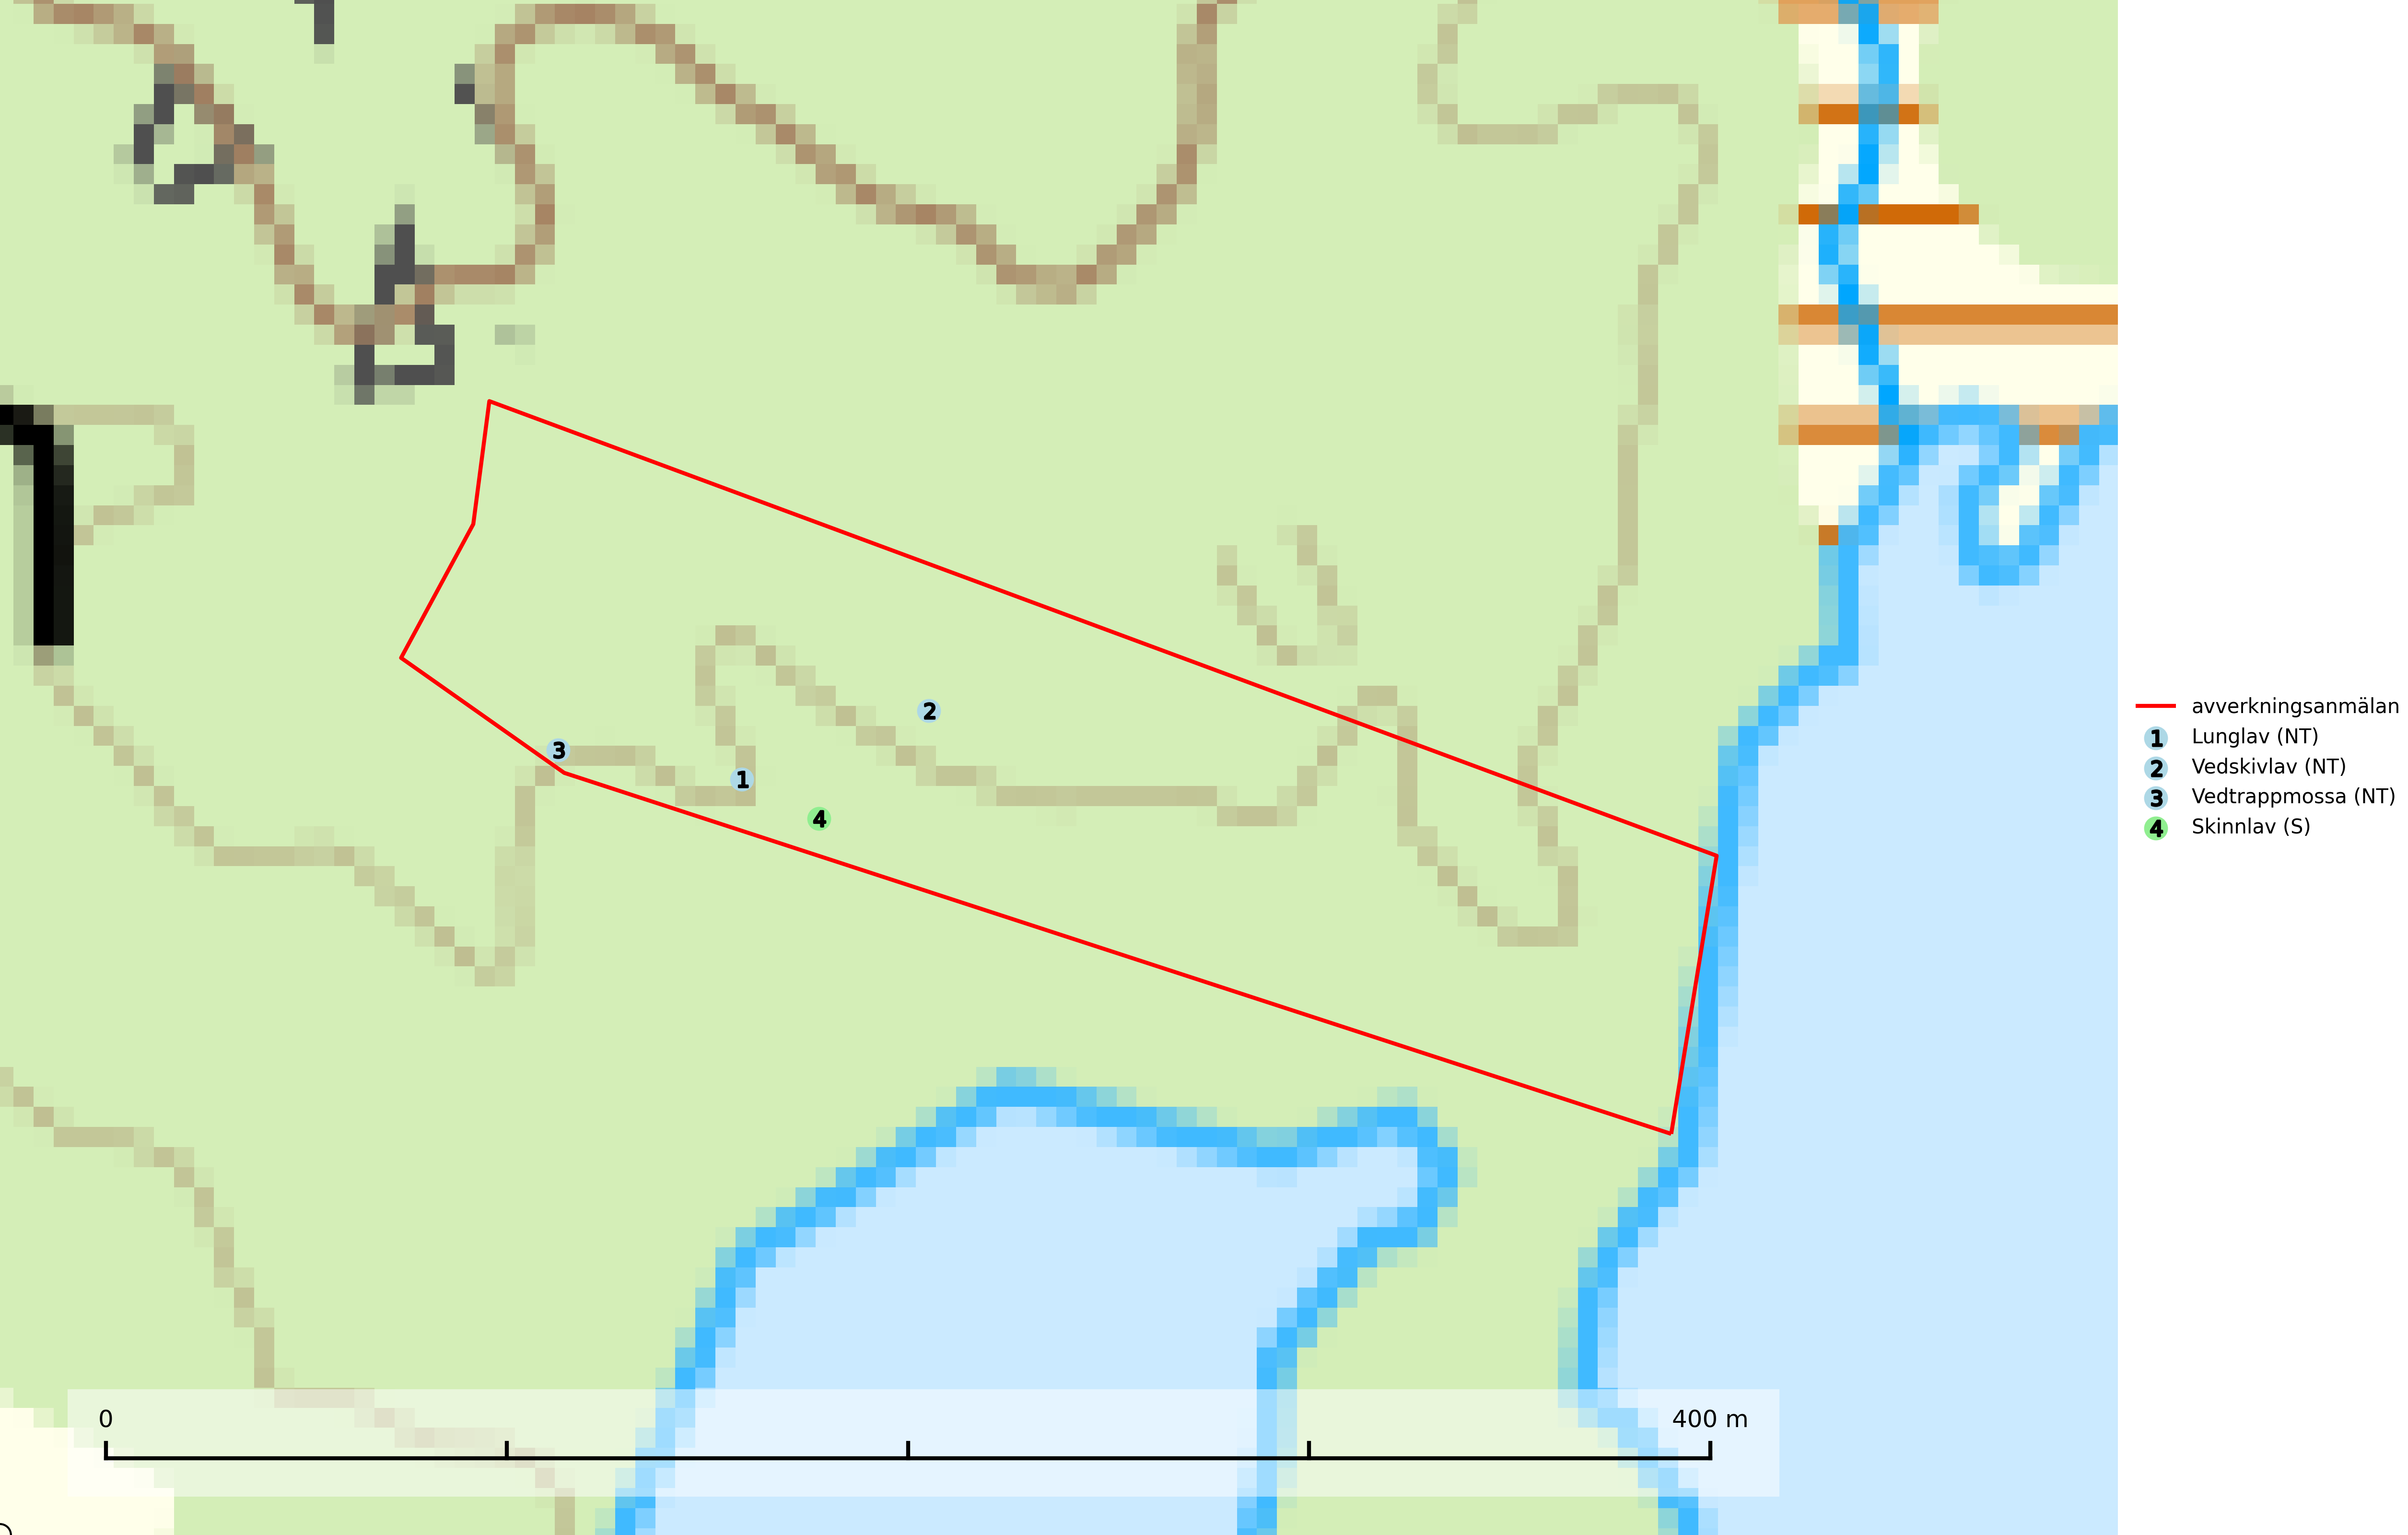 3
2
1
4
avverkningsanmälan
1 Lunglav (NT)
2 Vedskivlav (NT)
3 Vedtrappmossa (NT)
4 Skinnlav (S)
0 400 m